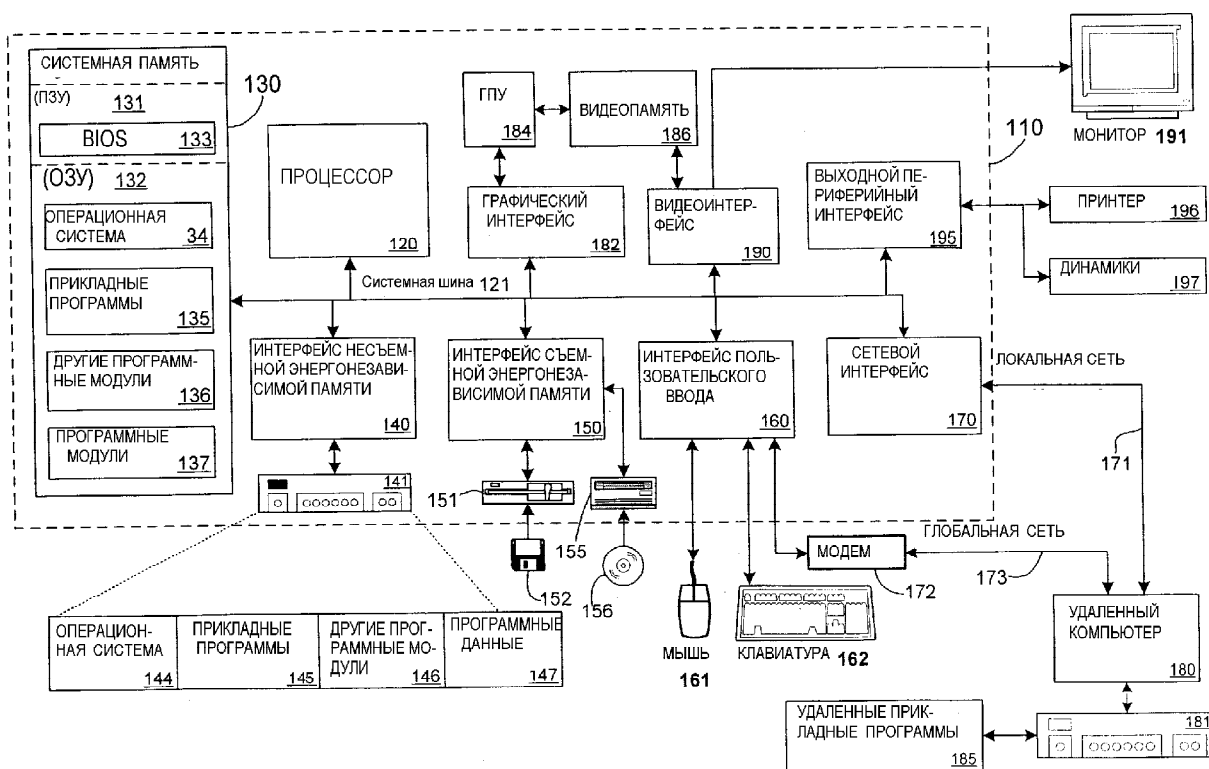 СИСТЕМНАЯ ПАМЯТЬ
(ПЗУ) 131
BIOS 133
130
(ОЗУ) 132
ОПЕРАЦИОННАЯ
СИСТЕМА 34
ПРИКЛАДНЫЕ
ПРОГРАММЫ
135
ДРУГИЕ ПРОГРАММ-
НЫЕ МОДУЛИ
136
ПРОГРАММНЫЕ
МОДУЛИ
137
ПРОЦЕССОР
120
ГПУ
184
ВИДЕОПАМЯТЬ
186
ГРАФИЧЕСКИЙ
ИНТЕРФЕЙС
182
ВИДЕОИНТЕР-
ФЕЙС
190
ВЫХОДНОЙ ПЕ-
РИФЕРИЙНЫЙ
ИНТЕРФЕЙС
195
110
МОНИТОР 191
ПРИНТЕР
196
ДИНАМИКИ
197
Системная шина 121
ИНТЕРФЕЙС НЕСЪЕМ-
НОЙ ЭНЕРГОНЕЗАВИ-
СИМОЙ ПАМЯТИ
140
ИНТЕРФЕЙС СЪЕМ-
НОЙ ЭНЕРГОНЕЗА-
ВИСИМОЙ ПАМЯТИ
150
ИНТЕРФЕЙС ПОЛЬ-
ЗОВАТЕЛЬСКОГО
ВВОДА
160
СЕТЕВОЙ
ИНТЕРФЕЙС
170
ЛОКАЛЬНАЯ СЕТЬ
171
141
151
155
152
156
ГЛОБАЛЬНАЯ СЕТЬ
МОДЕМ
172
173
ОПЕРАЦИОН-
НАЯ СИСТЕМА
144
ПРИКЛАДНЫЕ
ПРОГРАММЫ
145
ДРУГИЕ ПРОГ-
РАММНЫЕ МО-
ДУЛИ 146
ПРОГРАММНЫЕ
ДАННЫЕ
147
МЫШЬ
161
КЛАВИАТУРА 162
УДАЛЕННЫЙ
КОМПЬЮТЕР
180
181
УДАЛЕННЫЕ ПРИК-
ЛАДНЫЕ ПРОГРАММЫ
185